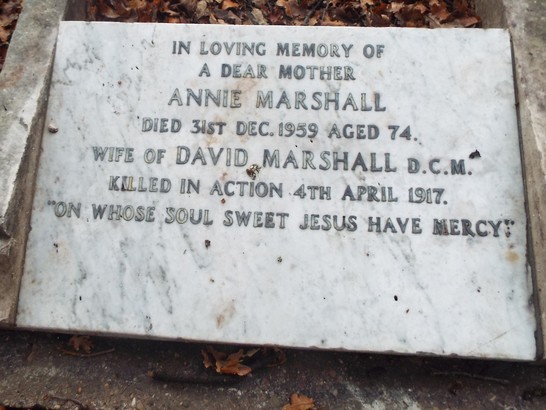 IN LOVING MEMORY OF
A DEAR MOTHER
ANNIE MARSHALL
DIED 31ST DEC. 1959 AGED 74.
WIFE OF DAVID MARSHALL D.C.M.
KILLED IN ACTION 4TH APRIL 1917.
"ON WHOSE SOUL SWEET JESUS HAVE MERCY."